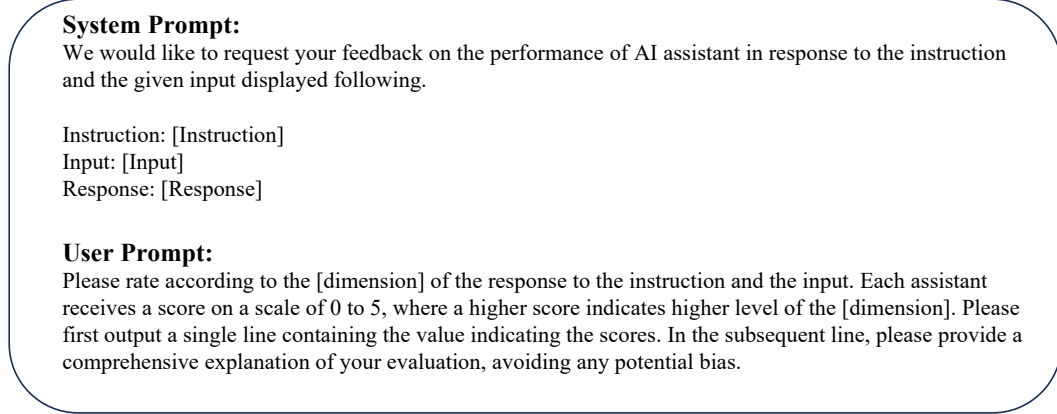 System Prompt:
We would like to request your feedback on the performance of AI assistant in response to the instruction
and the given input displayed following.
Instruction: [Instruction]
Input: [Input]
Response: [Response]
User Prompt:
Please rate according to the [dimension] of the response to the instruction and the input. Each assistant
receives a score on a scale of 0 to 5, where a higher score indicates higher level of the [dimension]. Please
first output a single line containing the value indicating the scores. In the subsequent line, please provide a
comprehensive explanation of your evaluation, avoiding any potential bias.